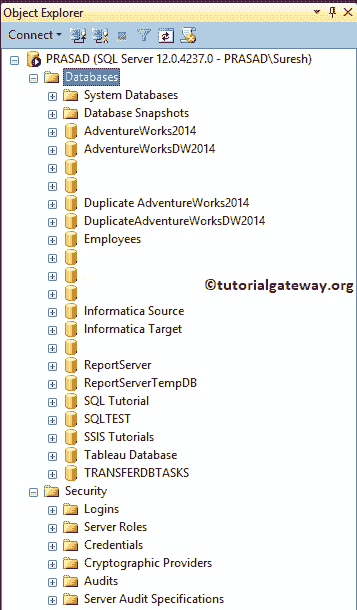 Object Explorer
Connect
PRASAD (SQL Server 12.0.4237.0 - PRASAD\Suresh)
Databases
System Databases
Database Snapshots
AdventureWorks2014
AdventureWorksDW2014
Duplicate AdventureWorks2014
DuplicateAdventureWorksDW2014
Employees
©tutorialgateway.org
Informatica Source
Informatica Target
ReportServer
ReportServerTempDB
SQL Tutorial
SQLTEST
SSIS Tutorials
Tableau Database
TRANSFERDBTASKS
Security
Logins
Server Roles
Credentials
Cryptographic Providers
Audits
Server Audit Specifications